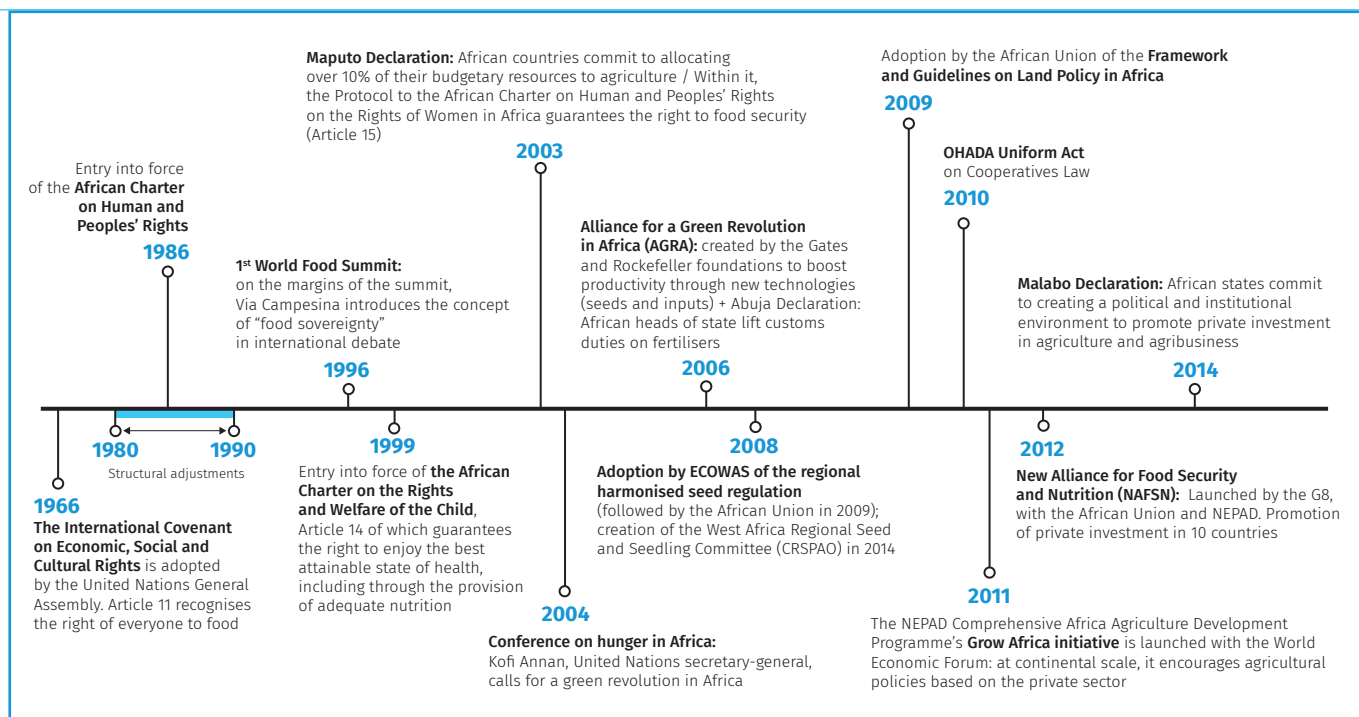 Maputo Declaration: African countries commit to allocating
over 10% of their budgetary resources to agriculture / Within it,
the Protocol to the African Charter on Human and Peoples' Rights
on the Rights of Women in Africa guarantees the right to food security
(Article 15)
2003
Adoption by the African Union of the Framework
and Guidelines on Land Policy in Africa
2009
Entry into force
of the African Charter
on Human and
Peoples' Rights
1986
OHADA Uniform Act
on Cooperatives Law
2010
1st World Food Summit:
on the margins of the summit,
Via Campesina introduces the concept
of “food sovereignty”
in international debate
1996
Alliance for a Green Revolution
in Africa (AGRA): created by the Gates
and Rockefeller foundations to boost
productivity through new technologies
(seeds and inputs) + Abuja Declaration:
African heads of state lift customs
duties on fertilisers
2006
Malabo Declaration: African states commit
to creating a political and institutional
environment to promote private investment
in agriculture and agribusiness
2014
1980
1990
Structural adjustments
1966
The International Covenant
on Economic, Social and
Cultural Rights is adopted
by the United Nations General
Assembly. Article 11 recognises
the right of everyone to food
1999
Entry into force of the African
Charter on the Rights
and Welfare of the Child,
Article 14 of which guarantees
the right to enjoy the best
attainable state of health,
including through the provision
of adequate nutrition
2004
Conference on hunger in Africa:
Kofi Annan, United Nations secretary-general,
calls for a green revolution in Africa
2008
Adoption by ECOWAS of the regional
harmonised seed regulation
(followed by the African Union in 2009);
creation of the West Africa Regional Seed
and Seedling Committee (CRSPAO) in 2014
2012
New Alliance for Food Security
and Nutrition (NAFSN): Launched by the G8,
with the African Union and NEPAD. Promotion
of private investment in 10 countries
2011
The NEPAD Comprehensive Africa Agriculture Development
Programme's Grow Africa initiative is launched with the World
Economic Forum: at continental scale, it encourages agricultural
policies based on the private sector